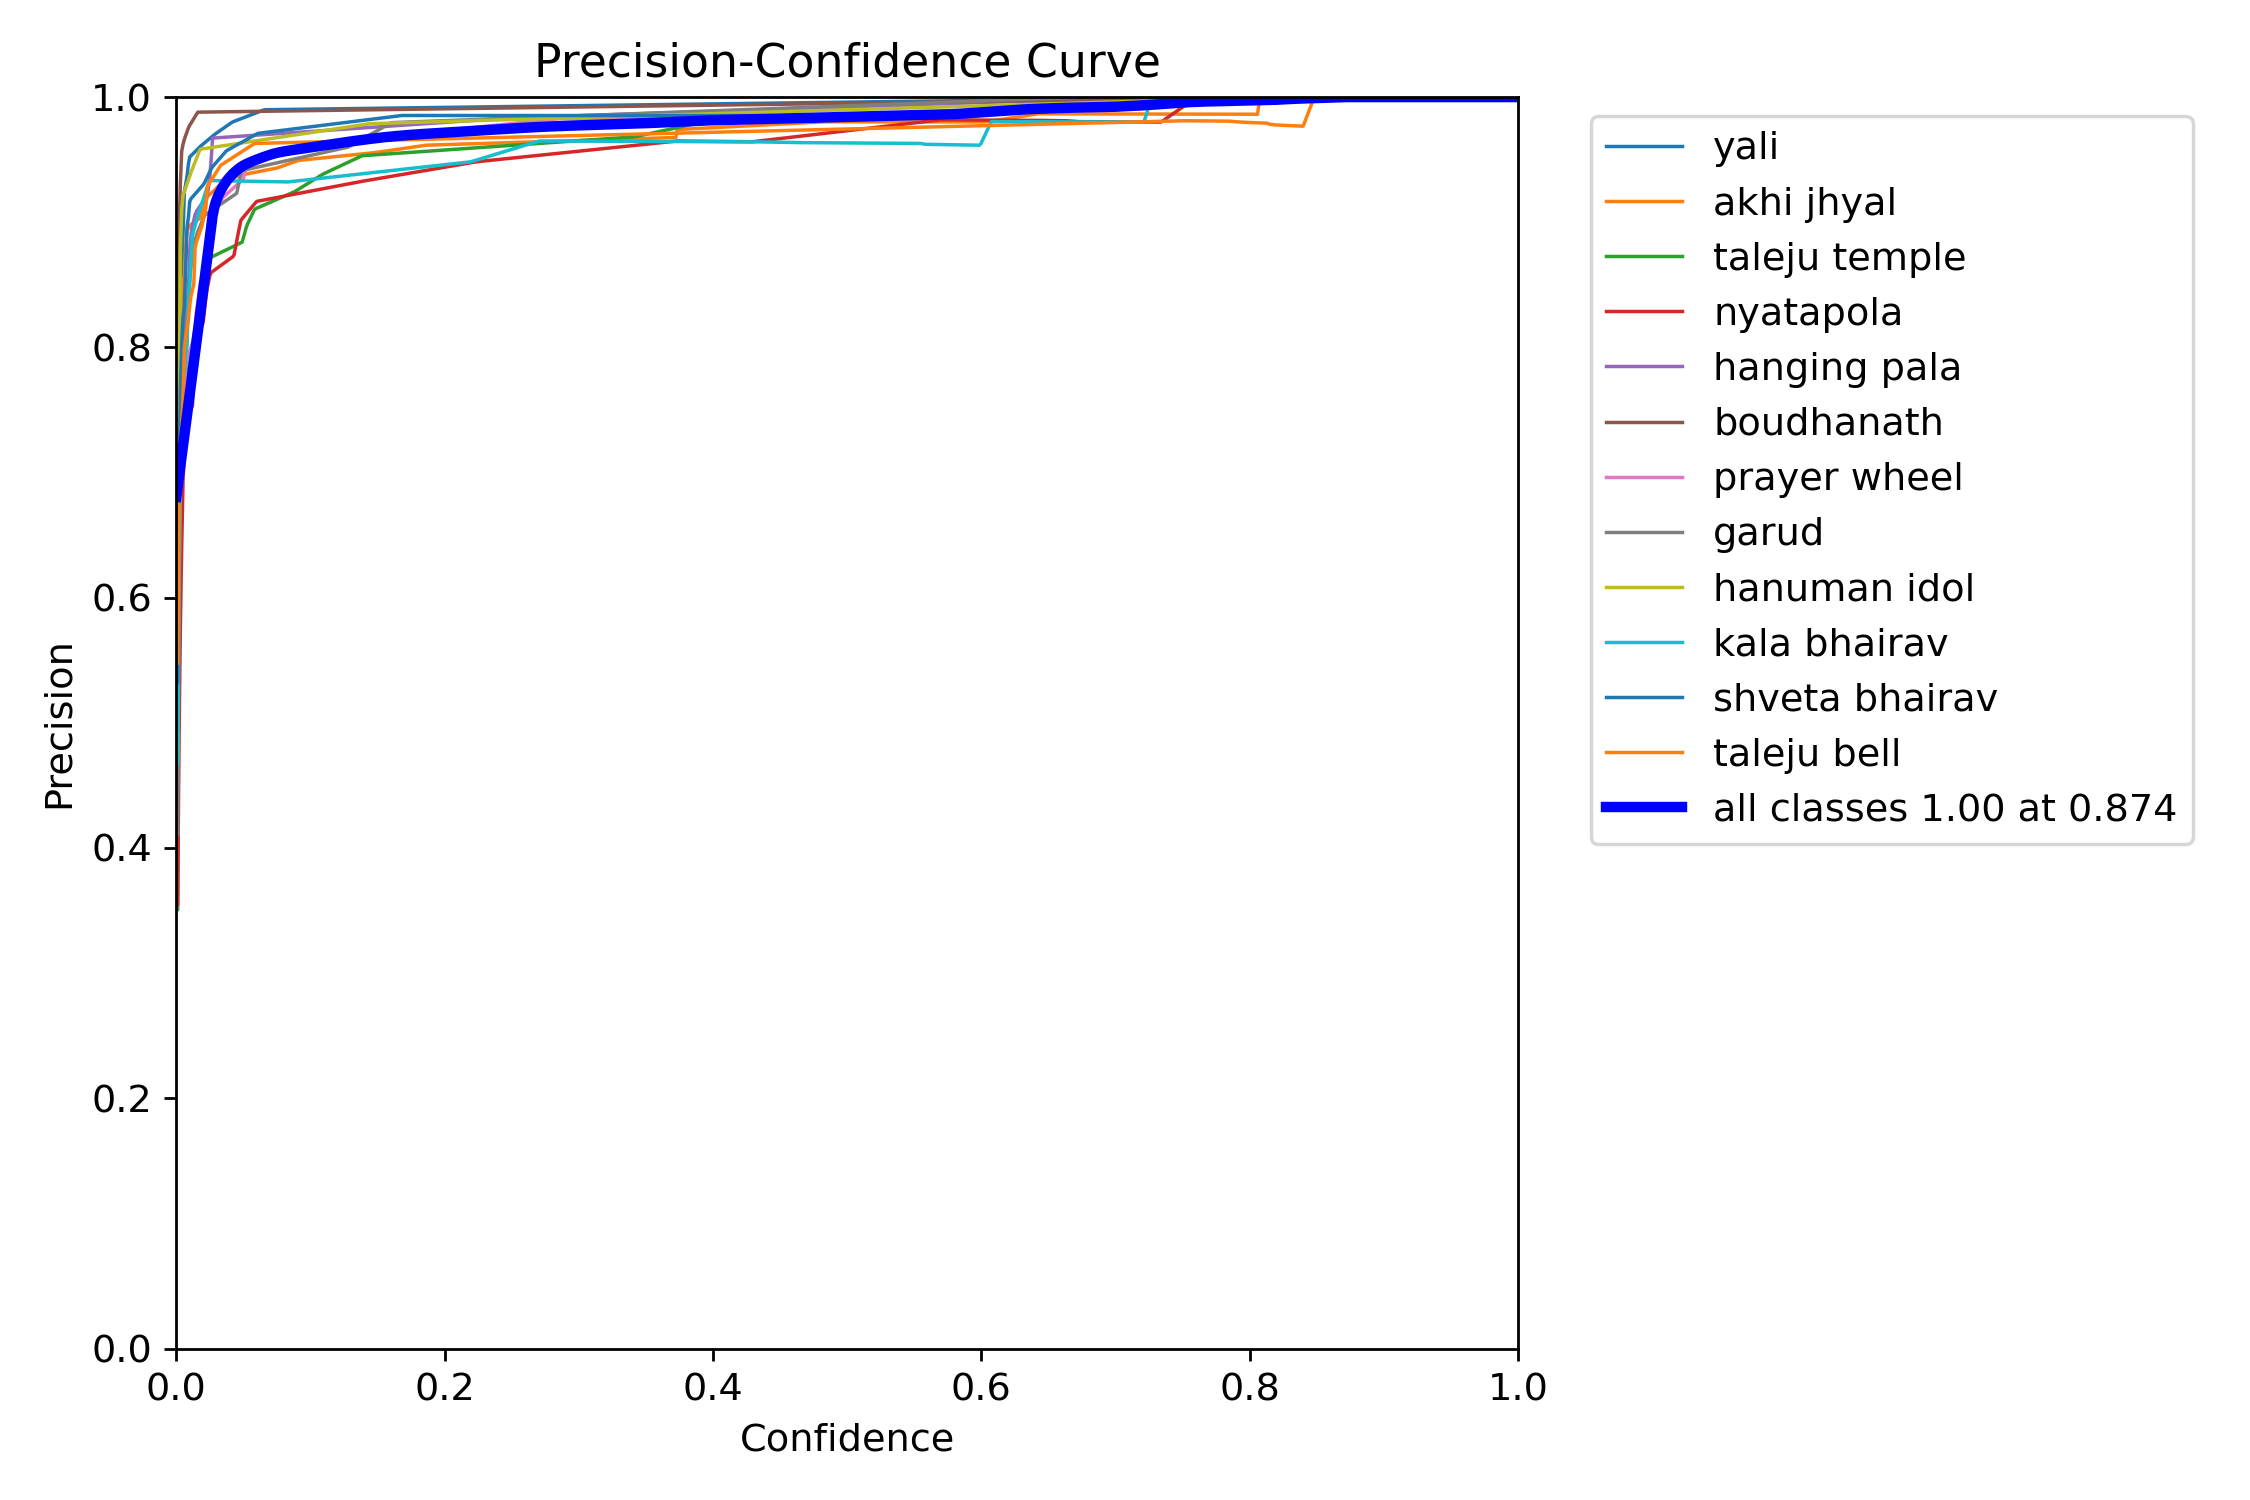 Precision-Confidence Curve
1.0
0.8
0.6
0.4
0.2
0.0
Precision
0.0 0.2 0.4 0.6 0.8 1.0
Confidence
yali
akhi jhyal
taleju temple
nyatapola
hanging pala
boudhanath
prayer wheel
garud
hanuman idol
kala bhairav
shveta bhairav
taleju bell
all classes 1.00 at 0.874